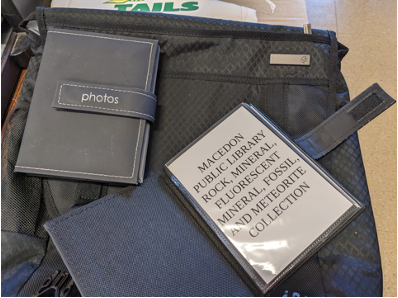 TAILS
photos
MACEDON
PUBLIC LIBRARY
ROCK, MINERAL,
FLUORESCENT
MINERAL, FOSSIL,
AND METEORITE
COLLECTION